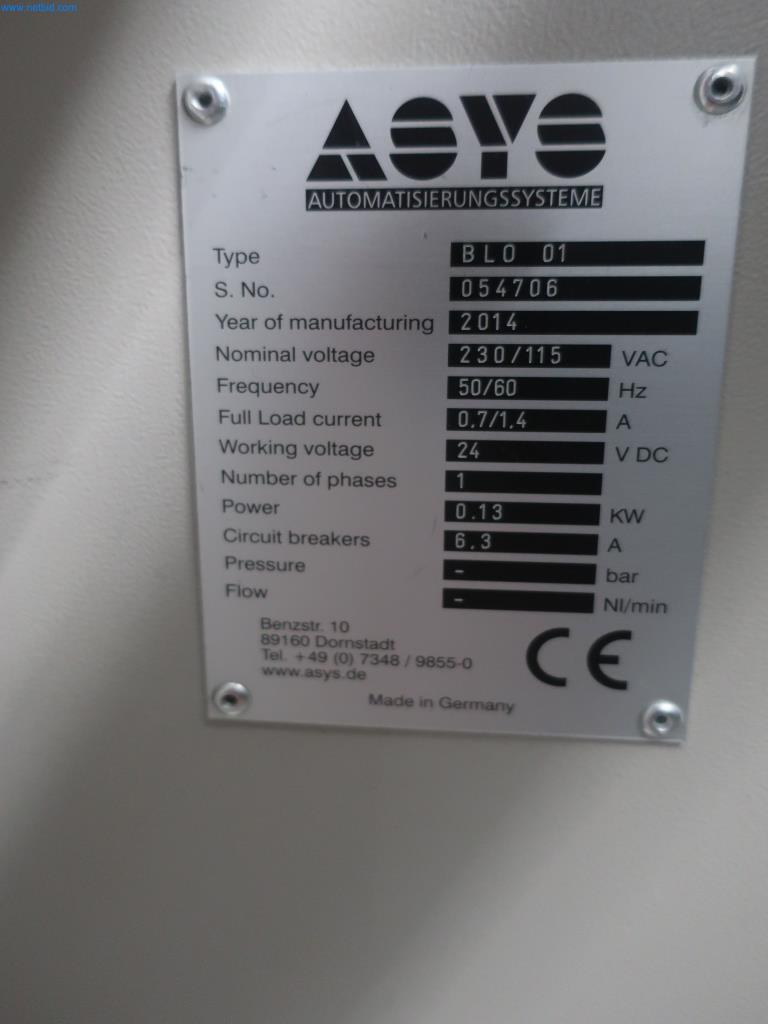 www.netbid.com
ASYS
AUTOMATISIERUNGSSYSTEME
Type BLO 01
S. No. 054706
Year of manufacturing 2014
Nominal voltage 230/115 VAC
Frequency 50/60 Hz
Full Load current 0.7/1.4 A
Working voltage 24 V DC
Number of phases 1
Power 0.13 KW
Circuit breakers 6.3 A
Pressure - bar
Flow - Nl/min
Benzstr. 10
89160 Dornstadt
Tel. +49 (0) 7348 / 9855-0
www.asys.de
CE
Made in Germany